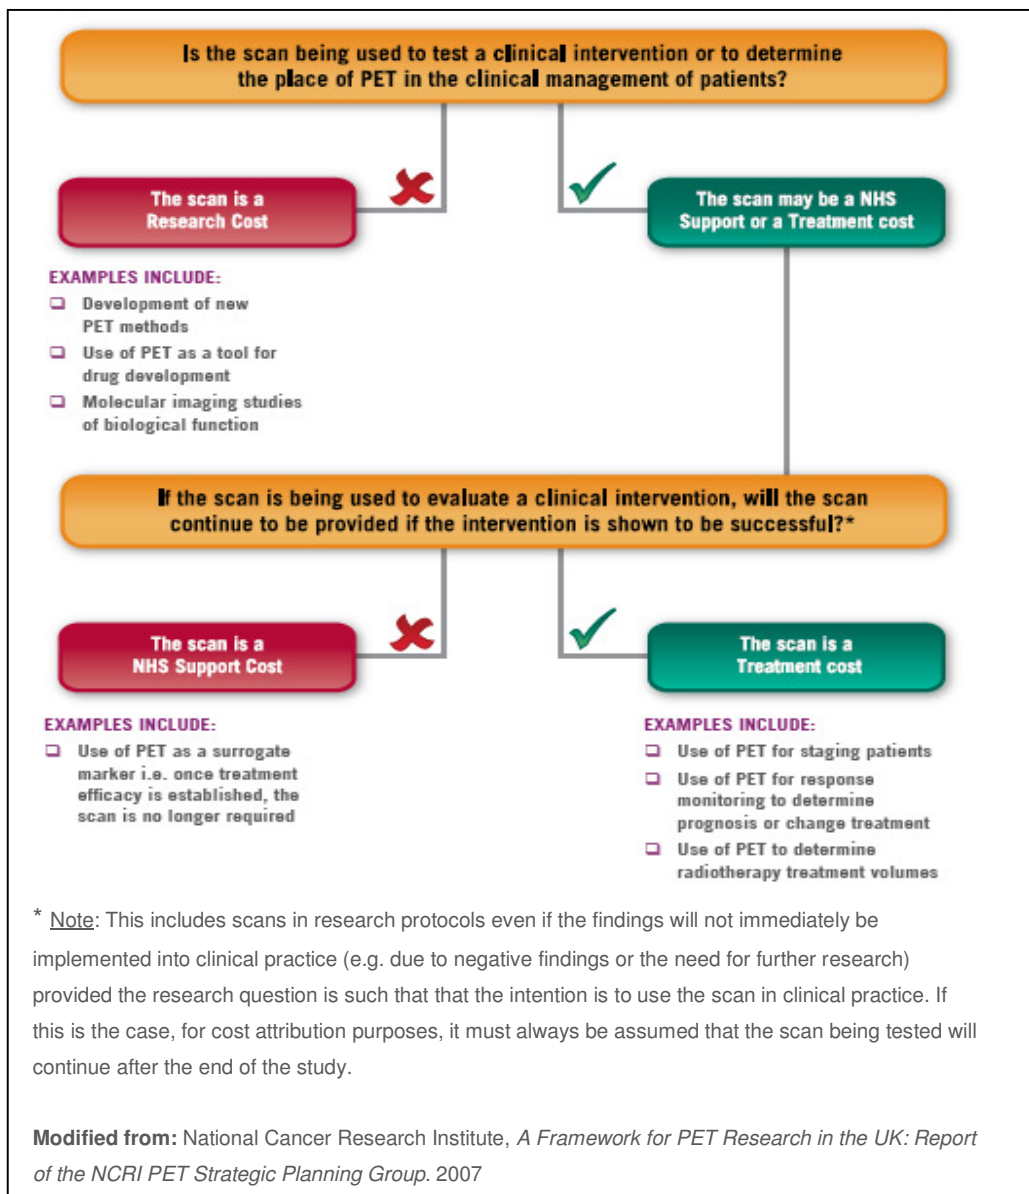 Is the scan being used to test a clinical intervention or to determine
the place of PET in the clinical management of patients?
The scan is a
Research Cost
The scan may be a NHS
Support or a Treatment cost
EXAMPLES INCLUDE:
Development of new
PET methods
Use of PET as a tool for
drug development
Molecular imaging studies
of biological function
If the scan is being used to evaluate a clinical intervention, will the scan
continue to be provided if the intervention is shown to be successful?*
The scan is a
NHS Support Cost
The scan is a
Treatment cost
EXAMPLES INCLUDE:
Use of PET as a surrogate
marker i.e. once treatment
efficacy is established, the
scan is no longer required
EXAMPLES INCLUDE:
Use of PET for staging patients
Use of PET for response
monitoring to determine
prognosis or change treatment
Use of PET to determine
radiotherapy treatment volumes
* Note: This includes scans in research protocols even if the findings will not immediately be
implemented into clinical practice (e.g. due to negative findings or the need for further research)
provided the research question is such that that the intention is to use the scan in clinical practice. If
this is the case, for cost attribution purposes, it must always be assumed that the scan being tested will
continue after the end of the study.
Modified from: National Cancer Research Institute, A Framework for PET Research in the UK: Report
of the NCRI PET Strategic Planning Group. 2007